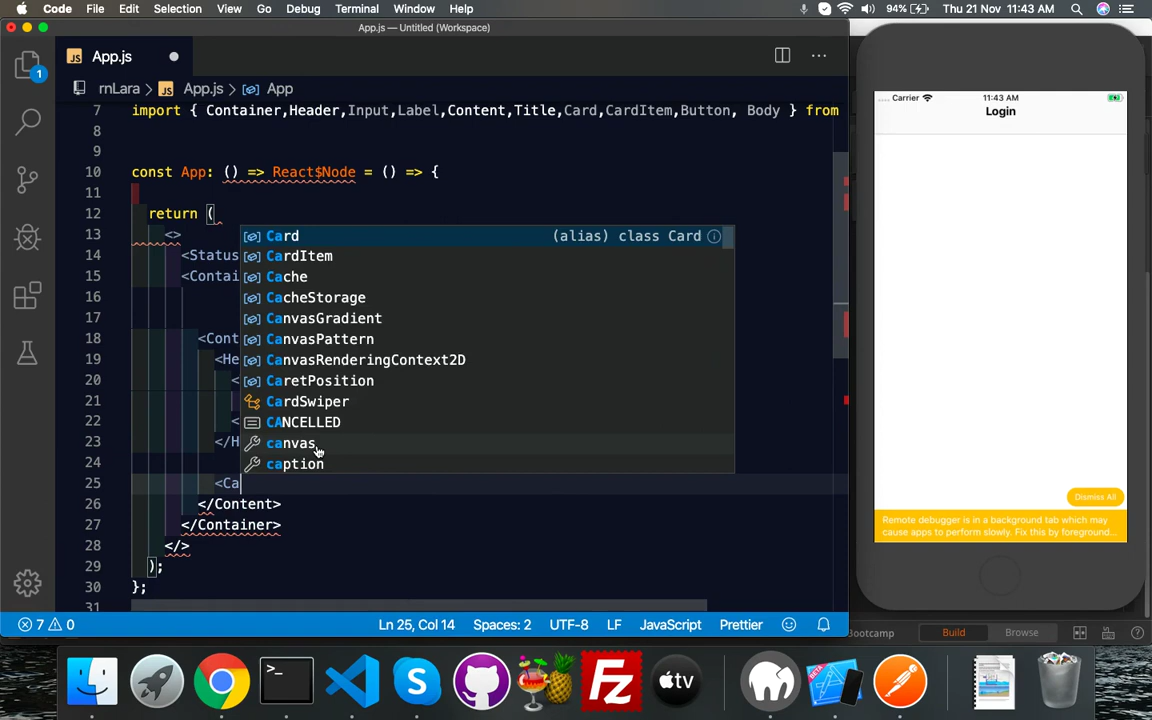 Code File Edit Selection View Go Debug Terminal Window Help 94% Thu 21 Nov 11:43 AM
App.js — Untitled (Workspace)
JS App.js
rnLara > JS App.js > App
7 import { Container,Header,Input,Label,Content,Title,Card,CardItem,Button, Body } from
8
9
10 const App: () => React$Node = () => {
11
12 return (
13 <>
14 <Status
15 <Contai
16
17
18 <Cont
19 <He
20 <
21 <
22 <
23 </H
24
25 <Ca
26 </Content>
27 </Container>
28 </>
29 );
30 };
31
Card (alias) class Card
CardItem
Cache
CacheStorage
CanvasGradient
CanvasPattern
CanvasRenderingContext2D
CaretPosition
CardSwiper
CANCELLED
canvas
caption
1
7 0 Ln 25, Col 14 Spaces: 2 UTF-8 LF JavaScript Prettier
Carrier 11:43 AM
Login
Dismiss All
Remote debugger is in a background tab which may
cause apps to perform slowly. Fix this by foreground...
Bootcamp Build Browse
tv